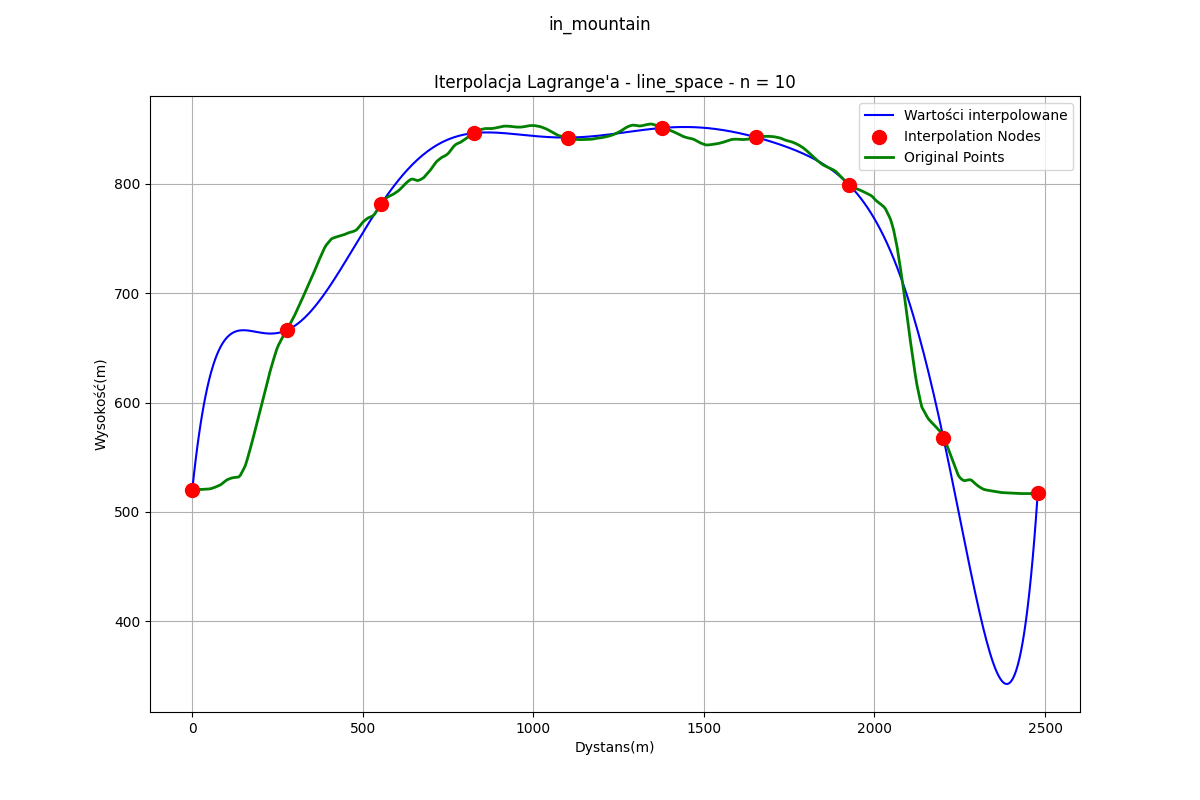 in_mountain
Iterpolacja Lagrange'a - line_space - n = 10
Wartości interpolowane
Interpolation Nodes
Original Points
800
700
600
500
400
Wysokość(m)
0 500 1000 1500 2000 2500
Dystans(m)